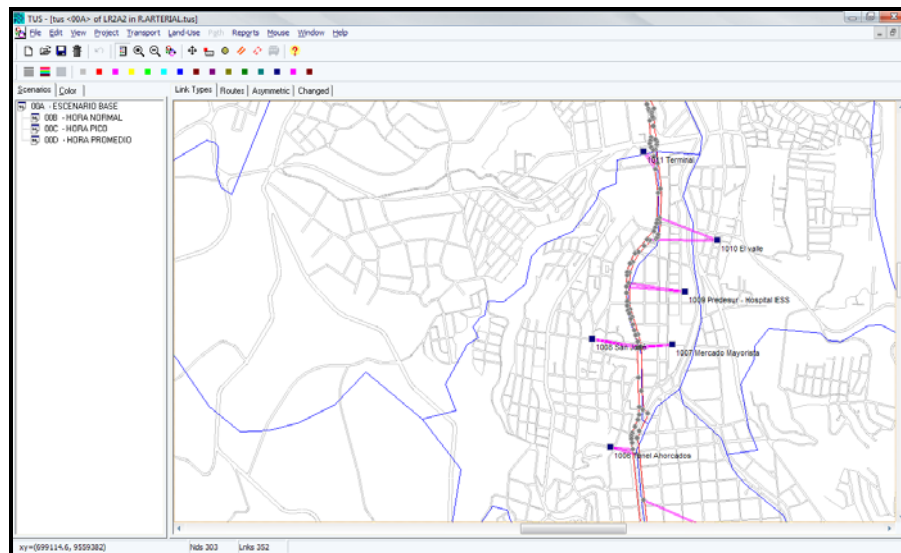 TUS - [tus <00A> of LR2A2 in R.ARTERIAL.tus]
File Edit View Project Transport Land-Use Path Reports Mouse Window Help
Scenarios Color
Link Types Routes Asymmetric Changed
00A - ESCENARIO BASE
00B - HORA NORMAL
00C - HORA PICO
00D - HORA PROMEDIO
1011 Terminal
1010 El valle
1009 Predesur - Hospital IESS
1007 Mercado Mayorista
Tunel Ahorcados
xy=(699114.6, 9559382) Nds 303 Lnks 352